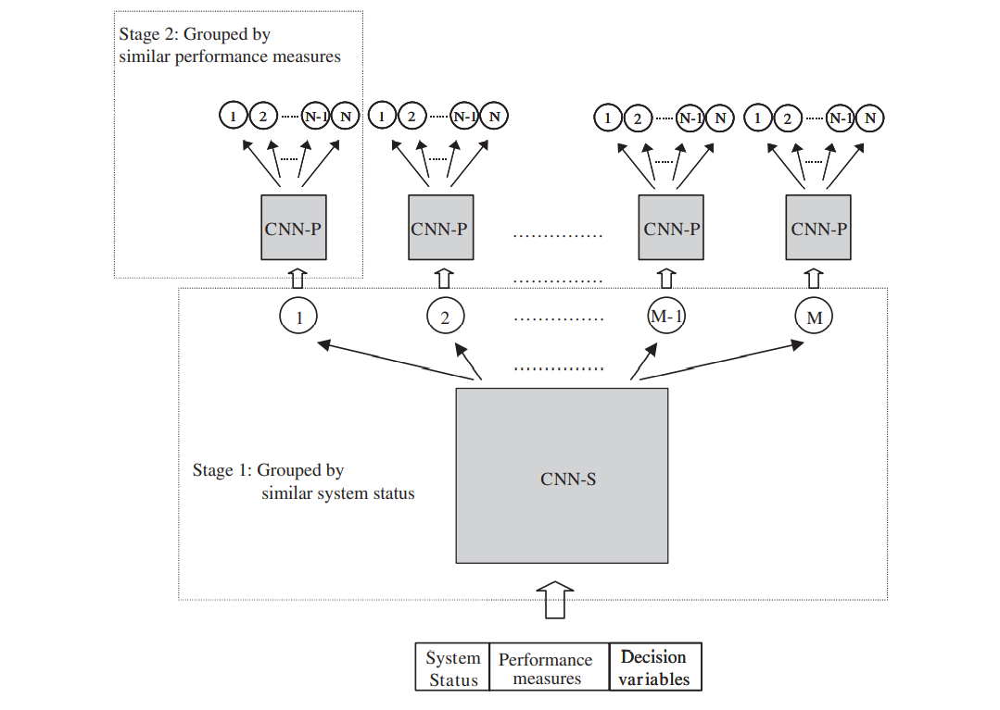 Stage 2: Grouped by
similar performance measures
1 2 ...... N-1 N 1 2 ...... N-1 N 1 2 ...... N-1 N 1 2 ...... N-1 N
...... ...... ...... ......
CNN-P CNN-P ............... CNN-P CNN-P
...............
1 2 ............... M-1 M
...............
Stage 1: Grouped by
similar system status
CNN-S
System Status
Performance measures
Decision variables